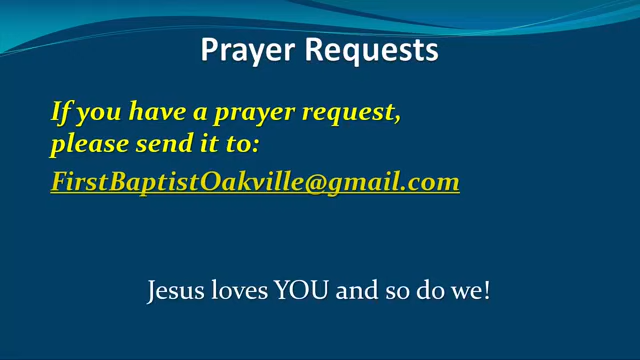 Prayer Requests
If you have a prayer request,
please send it to:
FirstBaptistOakville@gmail.com
Jesus loves YOU and so do we!